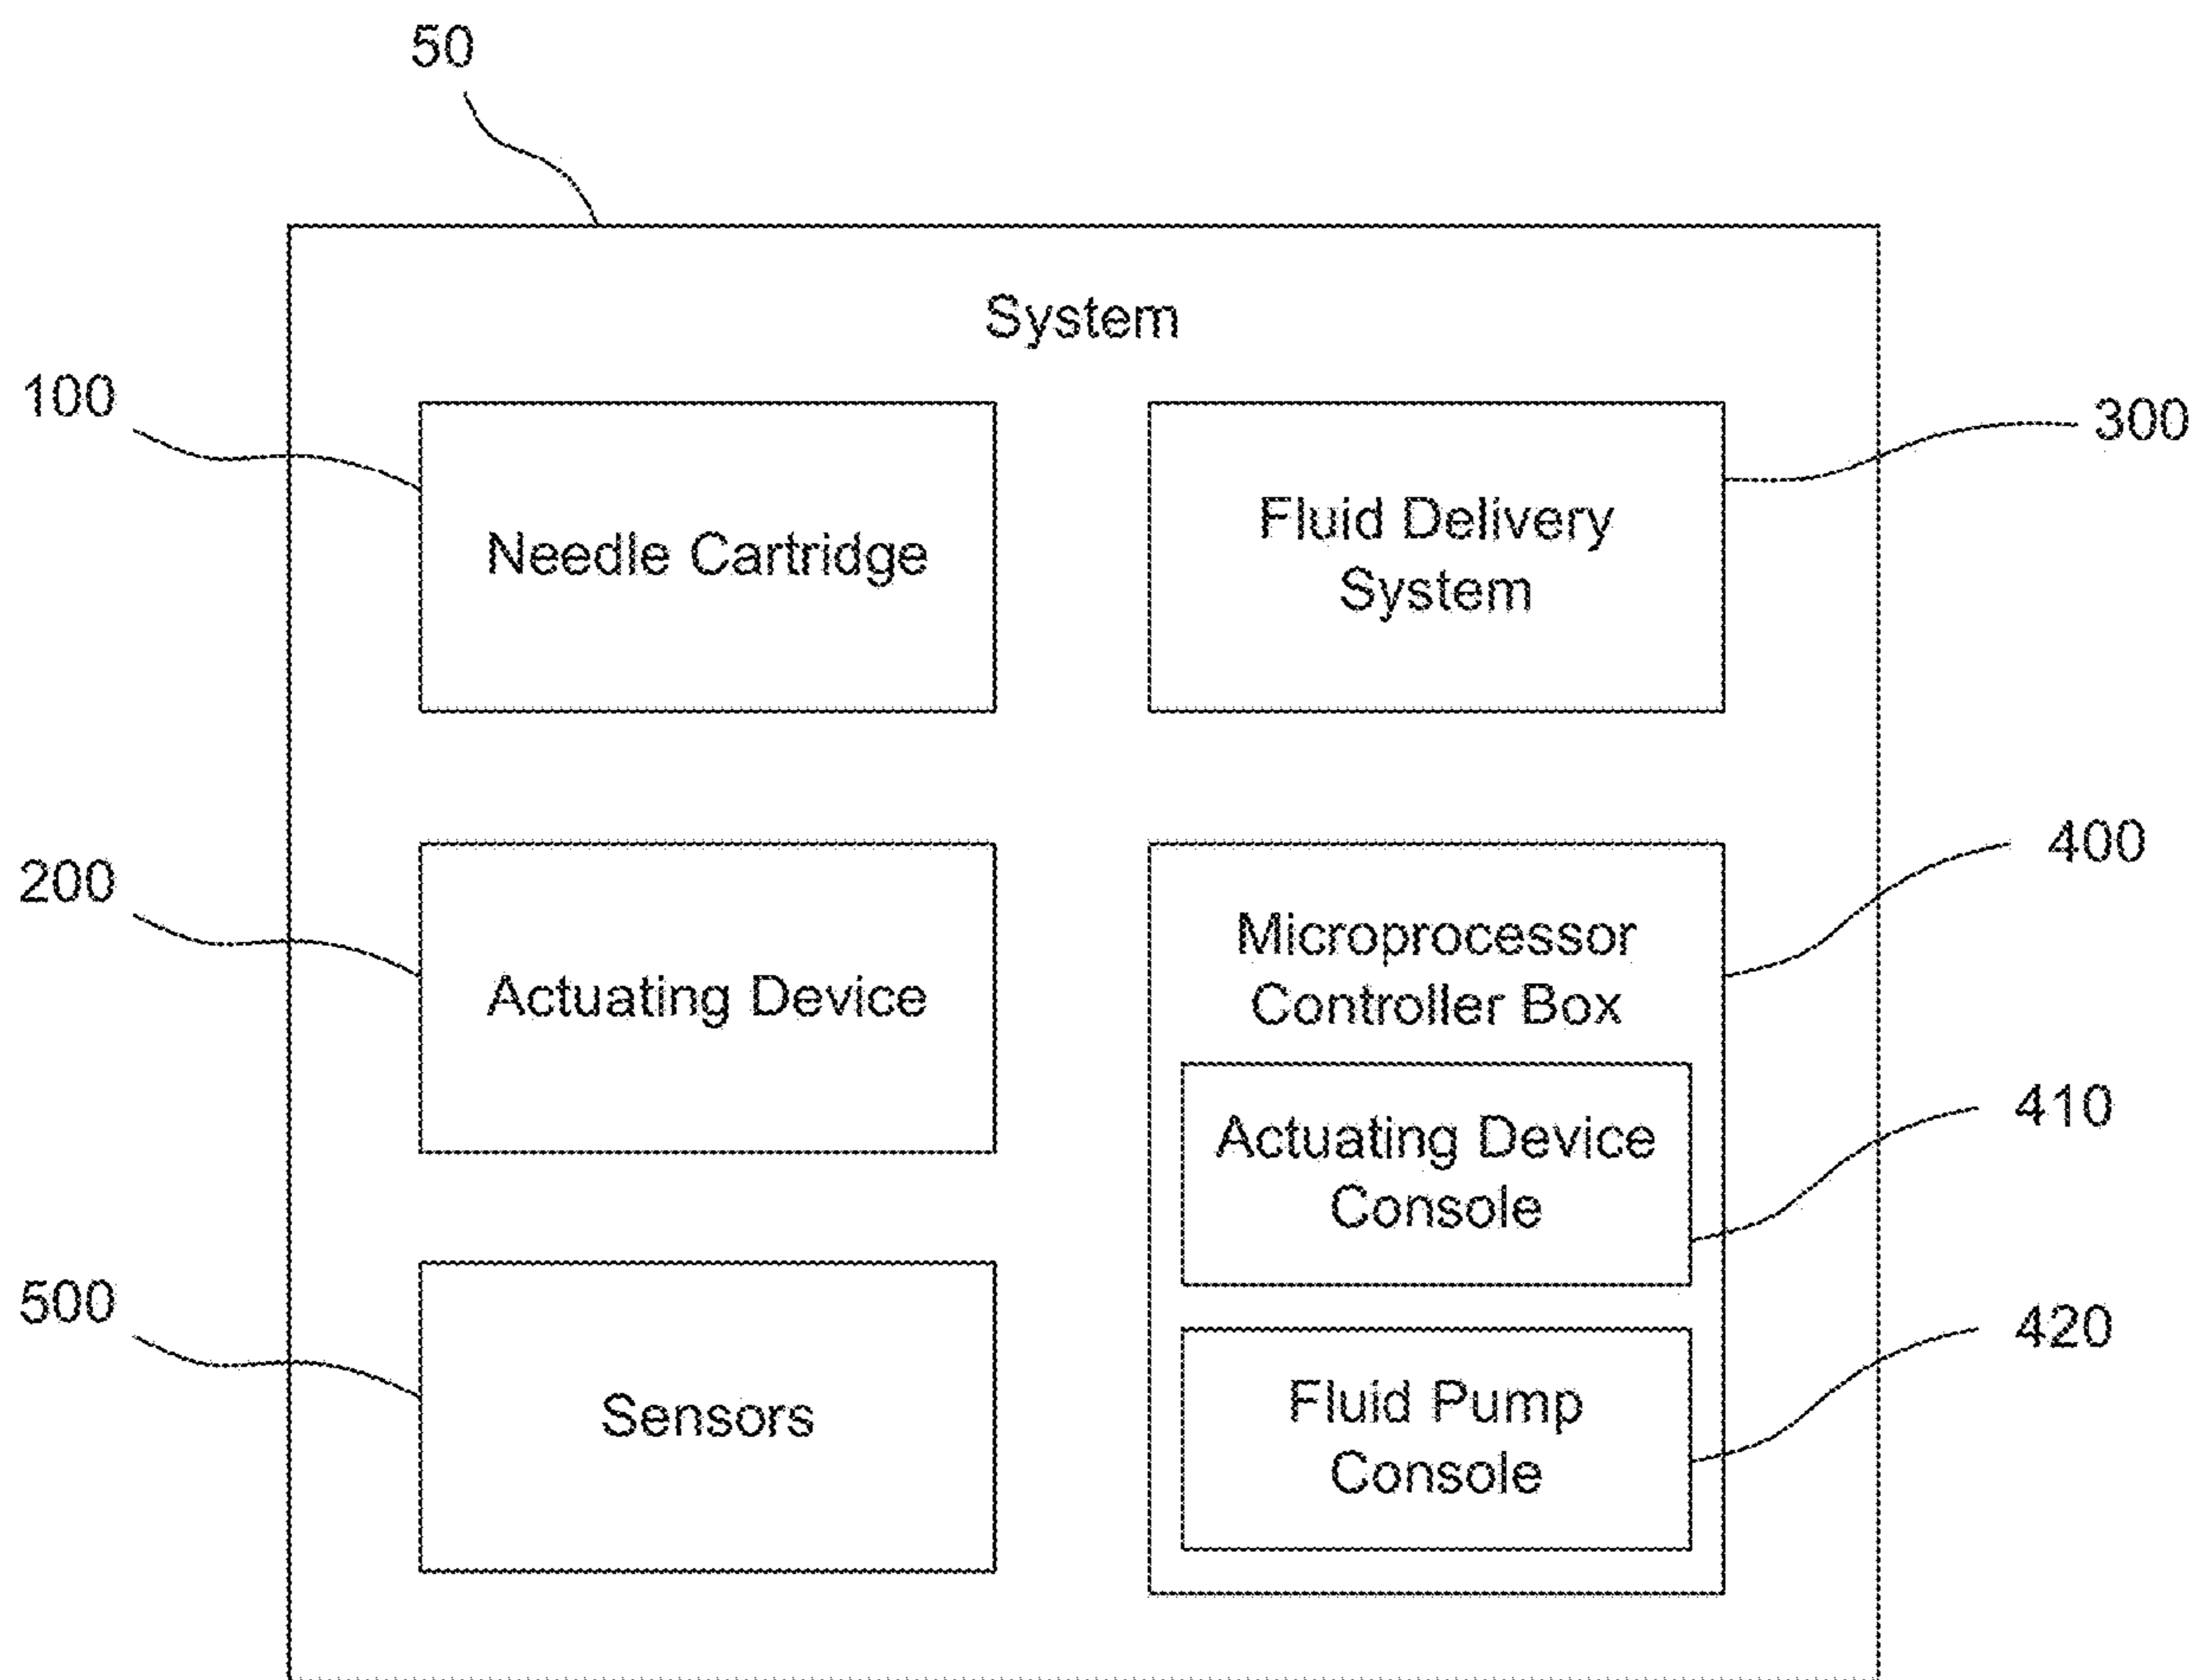 50
System
100
Needle Cartridge
Fluid Delivery
System
300
200
Actuating Device
Microprocessor
Controller Box
400
Actuating Device
Console
410
500
Sensors
Fluid Pump
Console
420